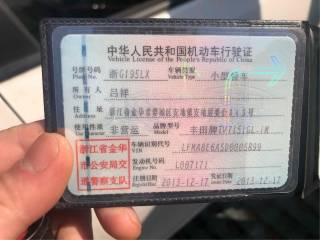 中华人民共和国机动车行驶证
Vehicle License of the People's Republic of China
号牌号码 浙G195LX 车辆类型 Vehicle Type 小型轿车
所有人 Owner 吕祥
住址 Address
使用性质 非营运 品牌型号 Model 丰田牌TV7151GL-iM
浙江省金华 车辆识别代号 VIN LFMA8E6A5D0005899
市公安局交 发动机号码 Engine No. L007171
通警察支队 注册日期 Register Date 2013-12-17 发证日期 Issue Date 2013-12-17